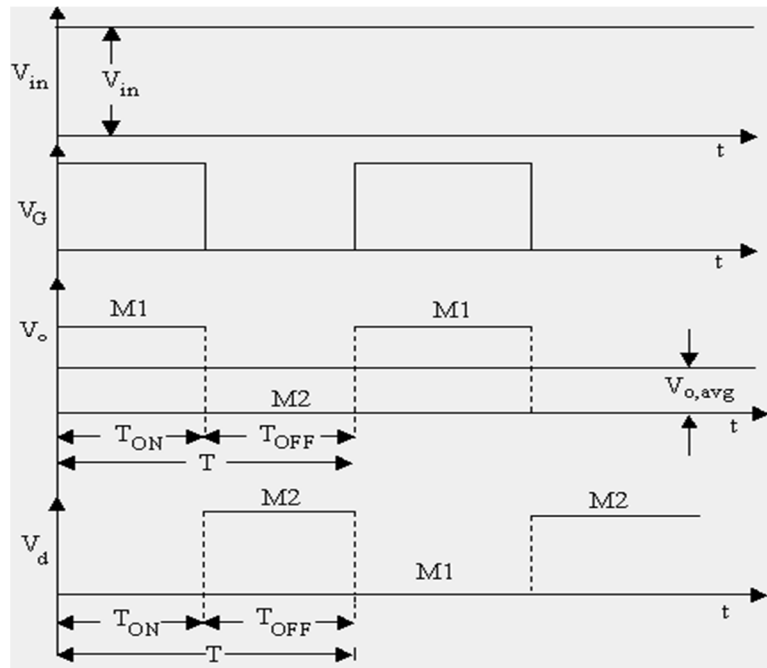 V_in
V_in
t
V_G
t
M1 M1
V_o
M2
V_o,avg
t
T_ON T_OFF
T
M2 M2
V_d
M1
t
T_ON T_OFF
T